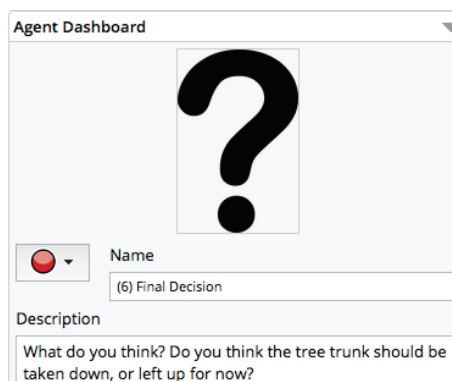 Agent Dashboard
?
Name
(6) Final Decision
Description
What do you think? Do you think the tree trunk should be
taken down, or left up for now?